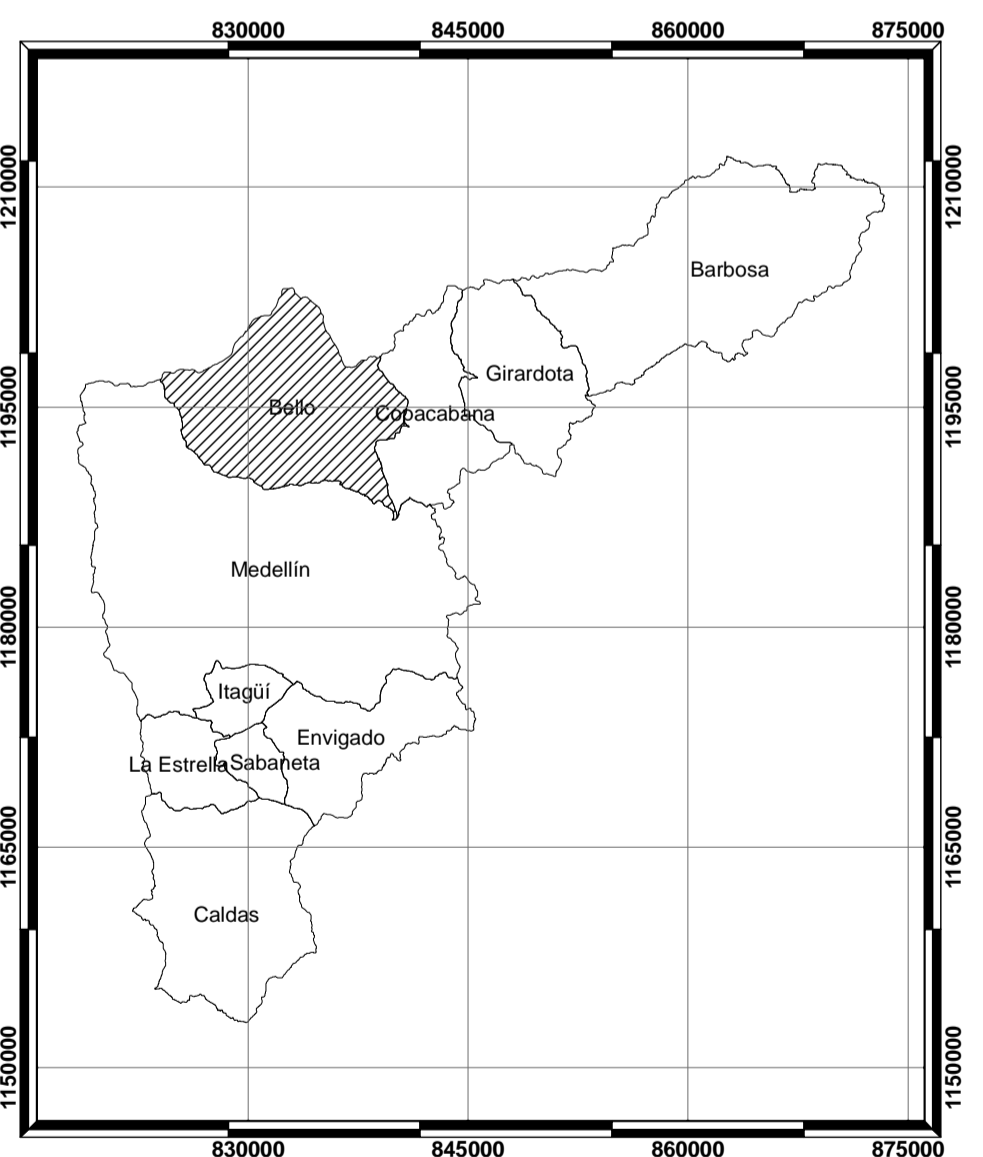 830000 845000 860000 875000
1210000 1210000
Barbosa
Girardota
1195000 Bello Copacabana 1195000
Medellín
1180000 1180000
Itagüí
Envigado
La Estrella Sabaneta
1165000 1165000
Caldas
1150000 1150000
830000 845000 860000 875000